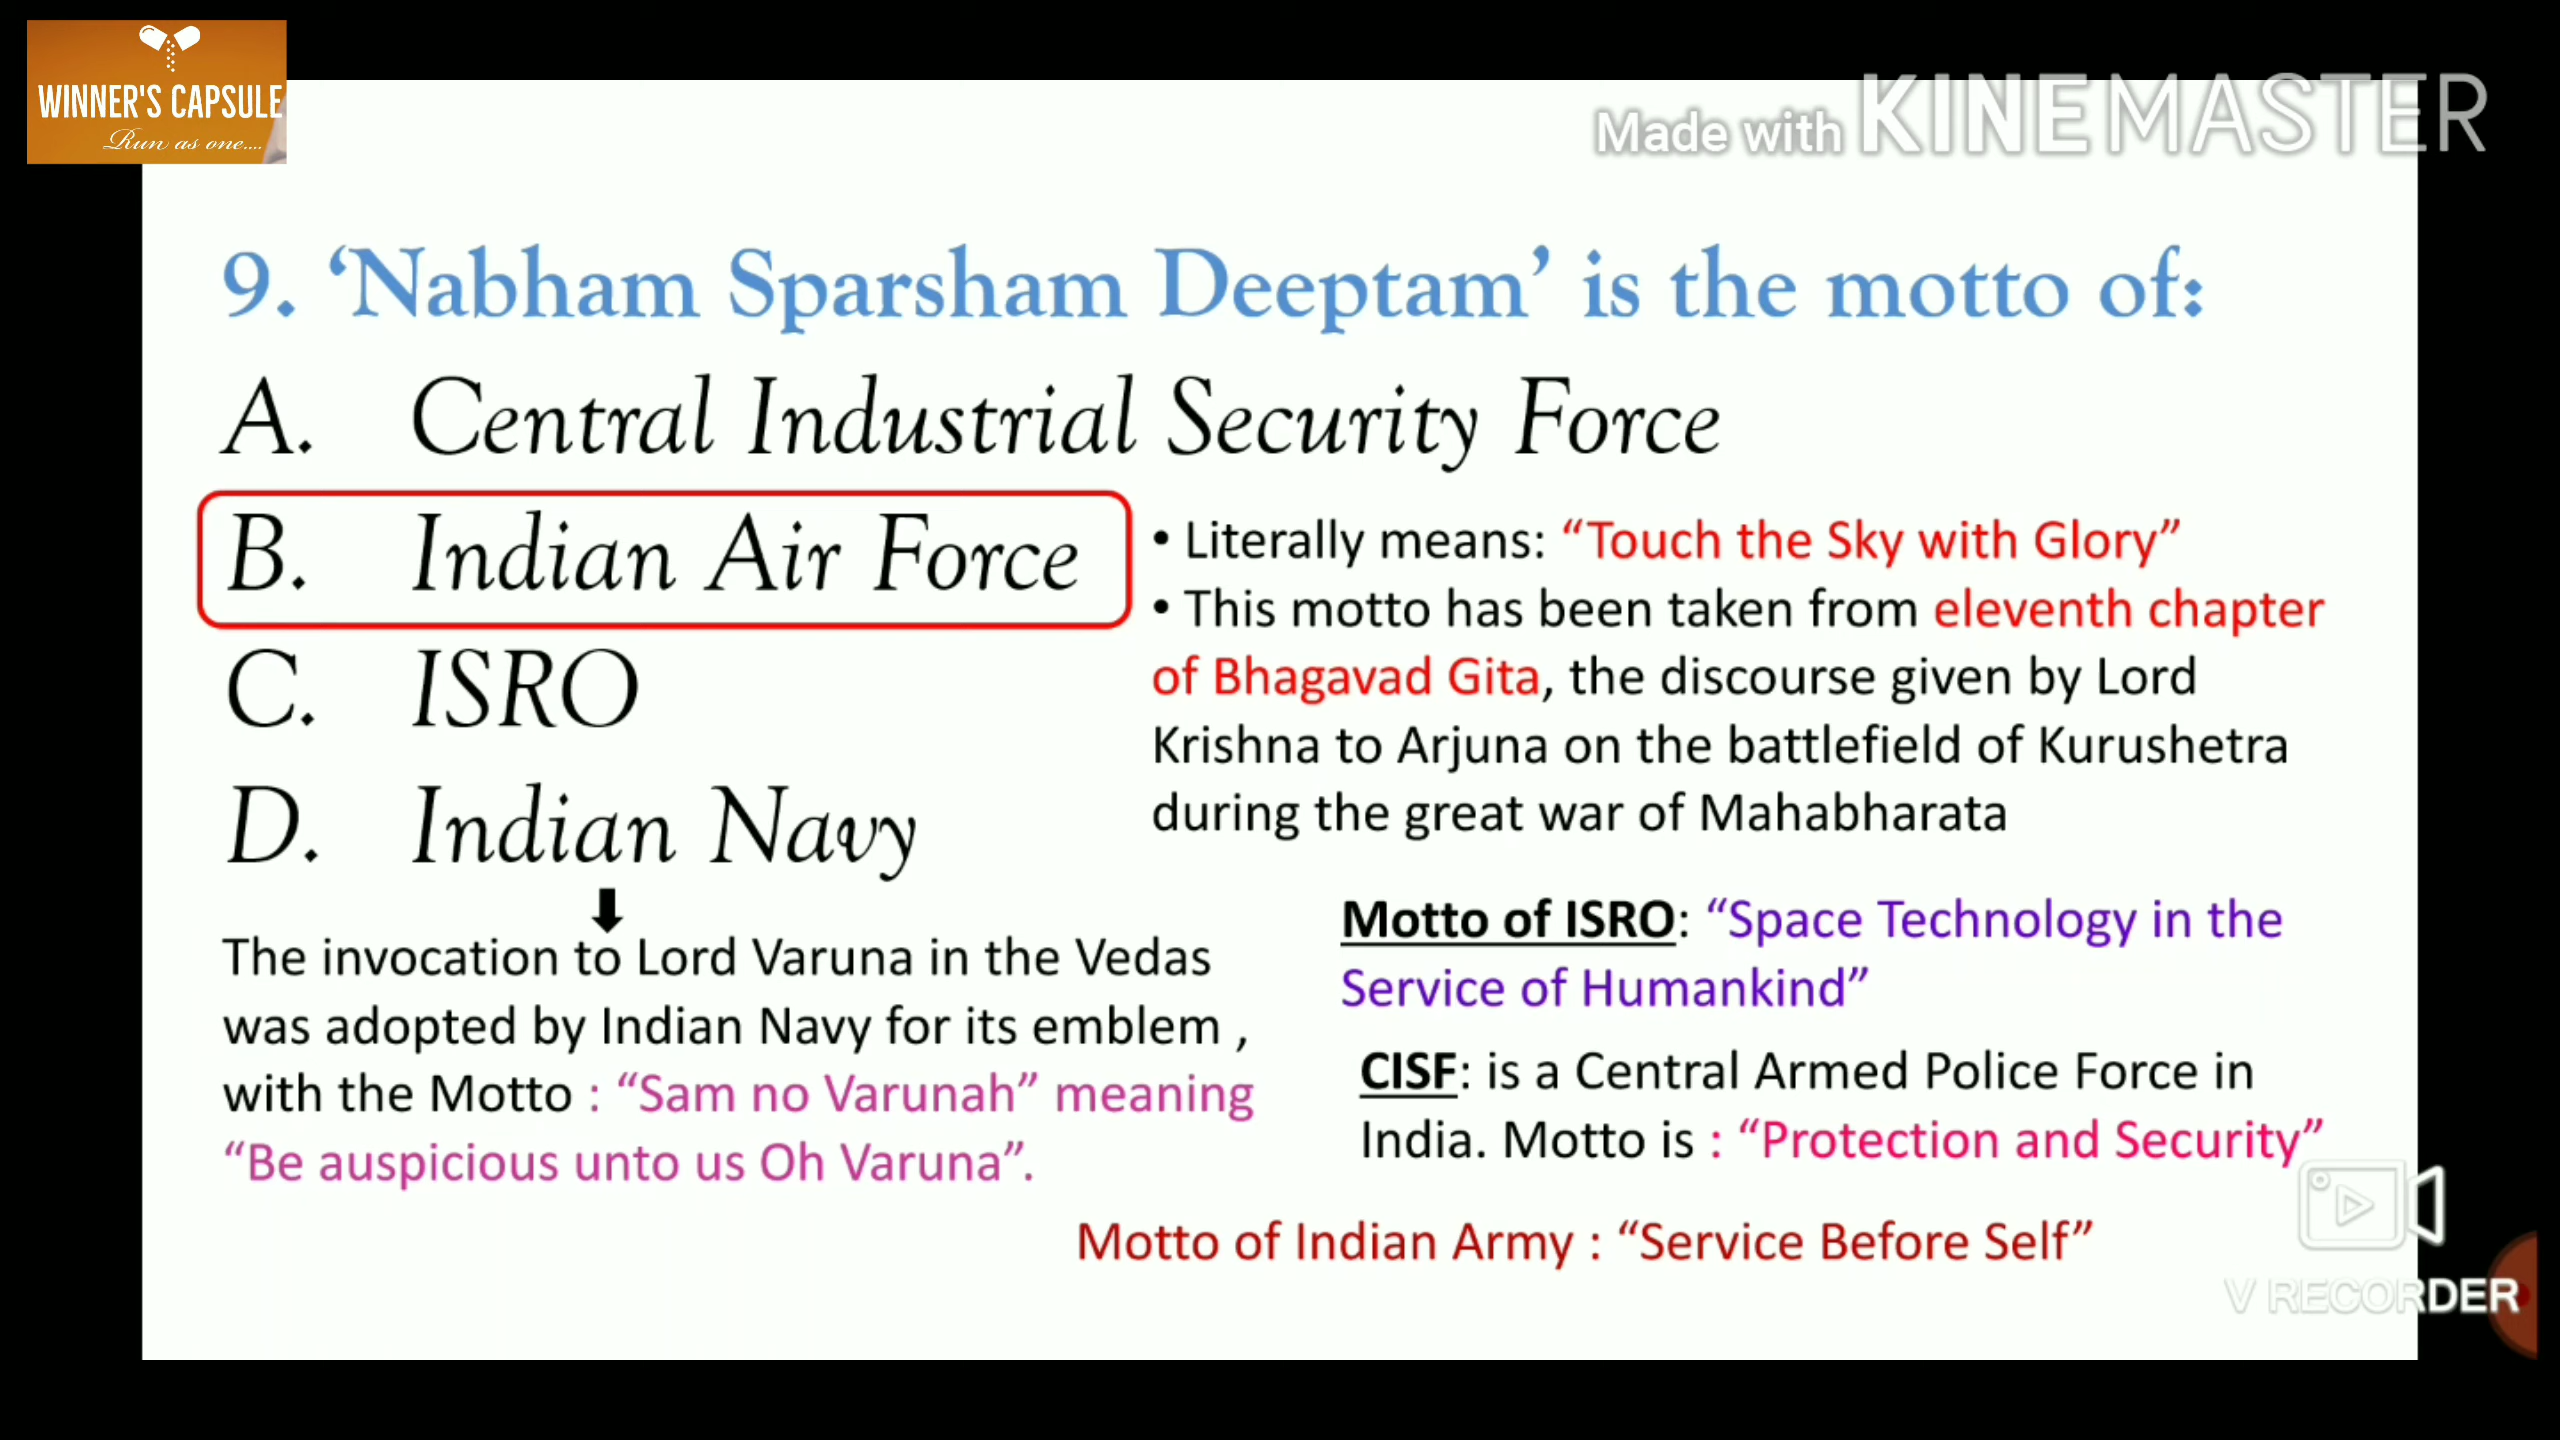 WINNER'S CAPSULE
Run as one....
Made with KINEMASTER
9. ‘Nabham Sparsham Deeptam’ is the motto of:
A. Central Industrial Security Force
B. Indian Air Force
C. ISRO
D. Indian Navy
• Literally means: “Touch the Sky with Glory”
• This motto has been taken from eleventh chapter
of Bhagavad Gita, the discourse given by Lord
Krishna to Arjuna on the battlefield of Kurushetra
during the great war of Mahabharata
The invocation to Lord Varuna in the Vedas
was adopted by Indian Navy for its emblem ,
with the Motto : “Sam no Varunah” meaning
“Be auspicious unto us Oh Varuna”.
Motto of ISRO: “Space Technology in the
Service of Humankind”
CISF: is a Central Armed Police Force in
India. Motto is : “Protection and Security”
Motto of Indian Army : “Service Before Self”
V RECORDER